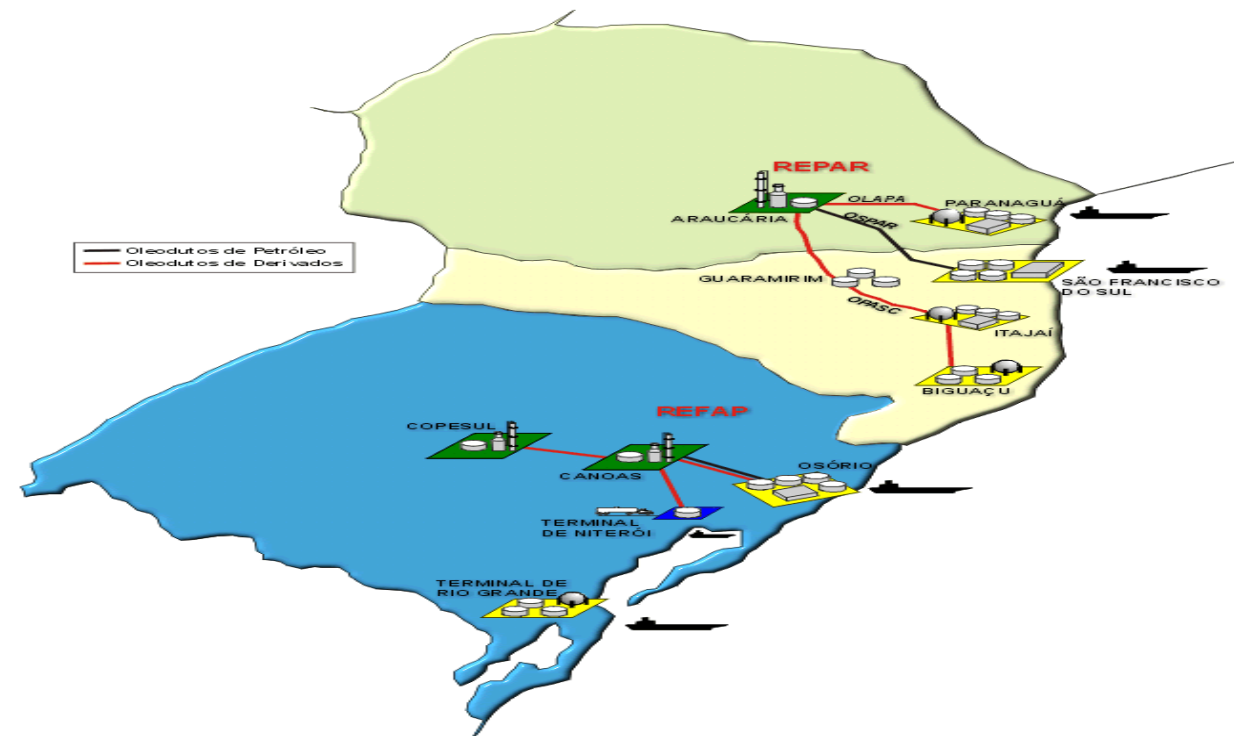 REPAR
OLAPA
PARANAGUÁ
ARAUCÁRIA
OSPAR
Oleodutos de Petróleo
Oleodutos de Derivados
GUARAMIRIM
SÃO FRANCISCO
DO SUL
OPASC
ITAJAÍ
BIGUAÇU
REFAP
COPESUL
OSÓRIO
CANOAS
TERMINAL
DE NITERÓI
TERMINAL DE
RIO GRANDE